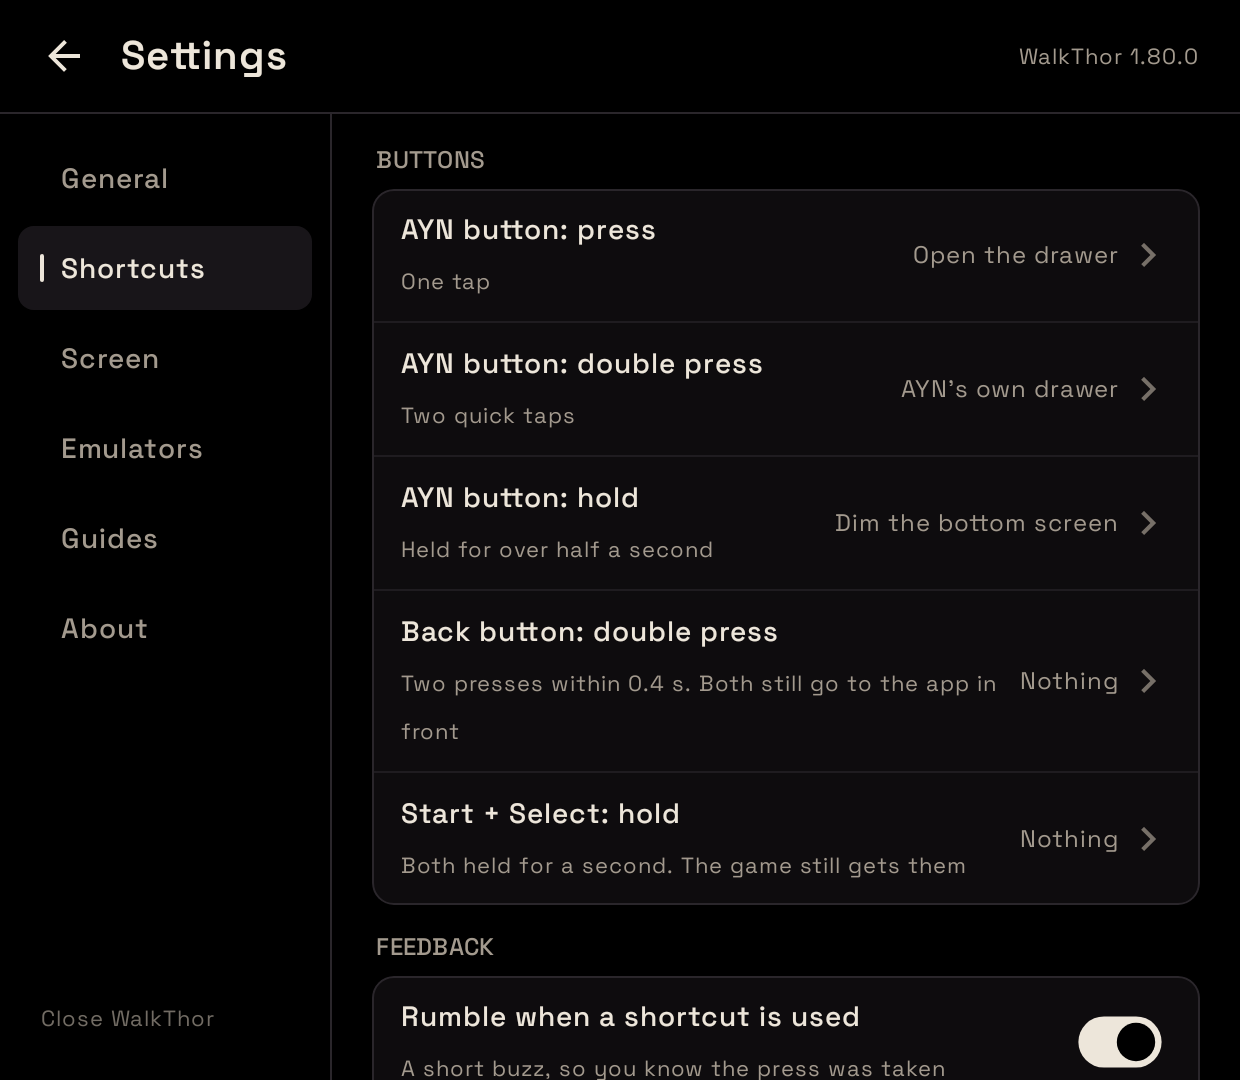 Settings
WalkThor 1.80.0
General
Shortcuts
Screen
Emulators
Guides
About
Close WalkThor
BUTTONS
AYN button: press
One tap
Open the drawer
AYN button: double press
Two quick taps
AYN's own drawer
AYN button: hold
Held for over half a second
Dim the bottom screen
Back button: double press
Two presses within 0.4 s. Both still go to the app in
front
Nothing
Start + Select: hold
Both held for a second. The game still gets them
Nothing
FEEDBACK
Rumble when a shortcut is used
A short buzz, so you know the press was taken